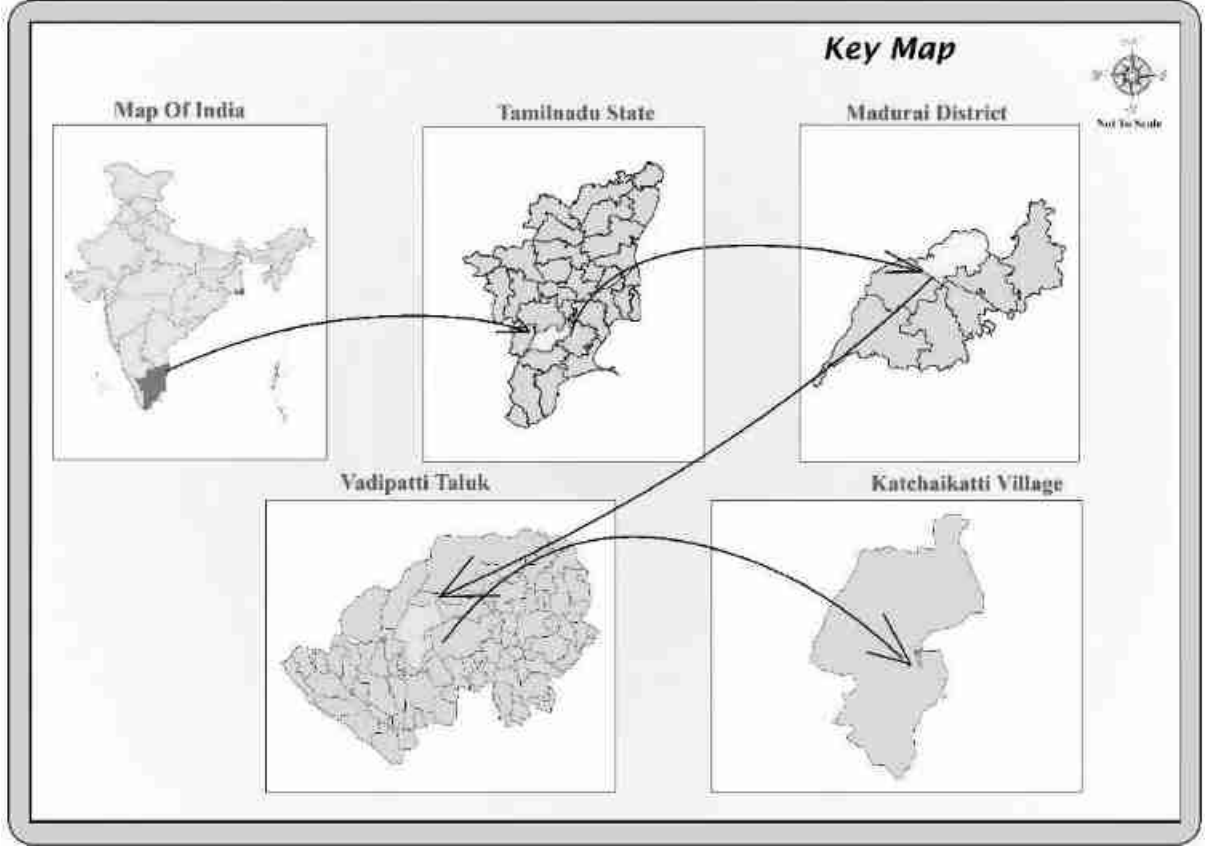 Key Map
Map Of India
Tamilnadu State
Madurai District
Not To Scale
Vadipatti Taluk
Katchaikatti Village